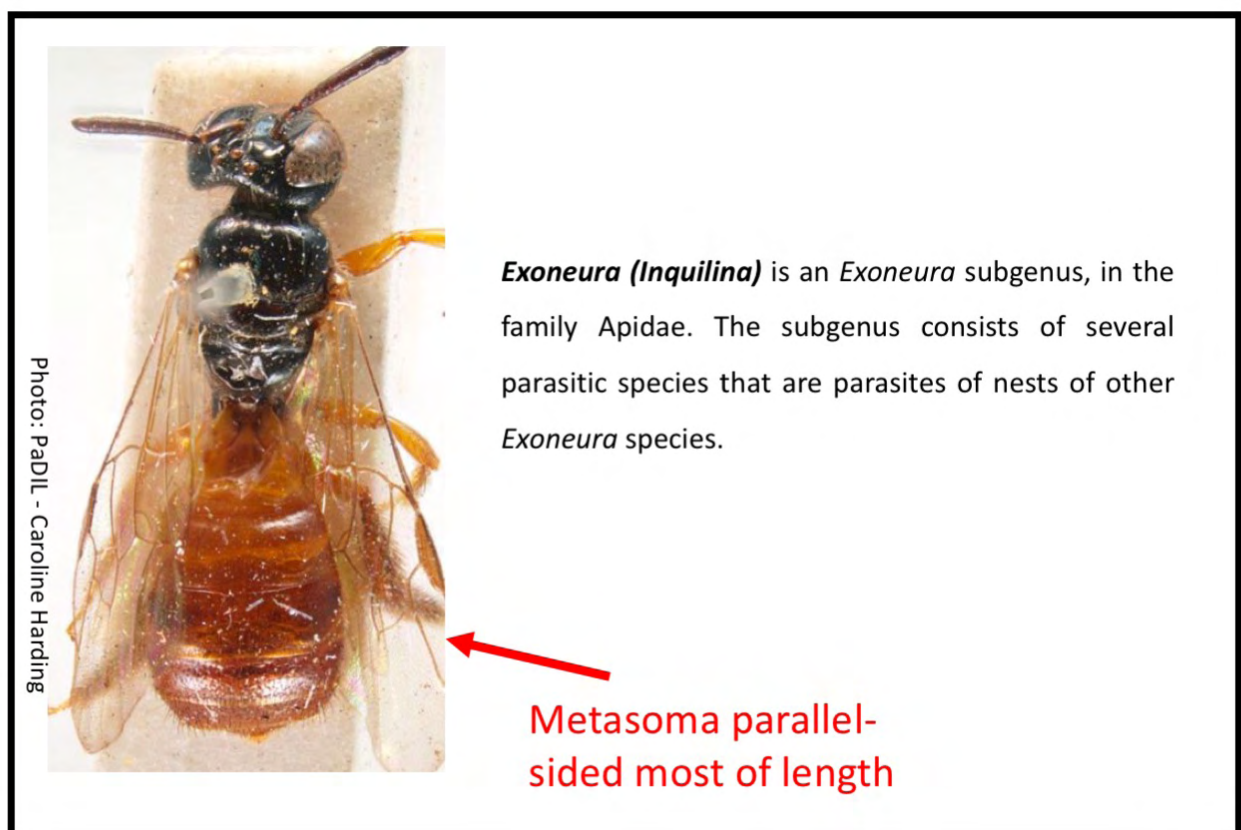 Exoneura (Inquilina) is an Exoneura subgenus, in the
family Apidae. The subgenus consists of several
parasitic species that are parasites of nests of other
Exoneura species.
Photo: PaDIL - Caroline Harding
Metasoma parallel-
sided most of length